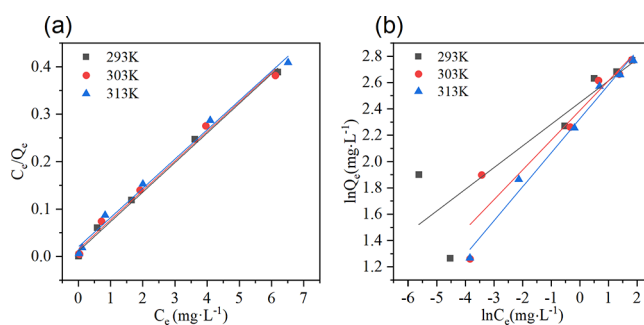 (a)
293K
303K
313K
0.4
0.3
0.2
0.1
0.0
Cₑ/Qₑ
0 1 2 3 4 5 6 7
Cₑ(mg·L⁻¹)
(b)
293K
303K
313K
2.8
2.6
2.4
2.2
2.0
1.8
1.6
1.4
1.2
lnQₑ(mg·L⁻¹)
-6 -5 -4 -3 -2 -1 0 1 2
lnCₑ(mg·L⁻¹)